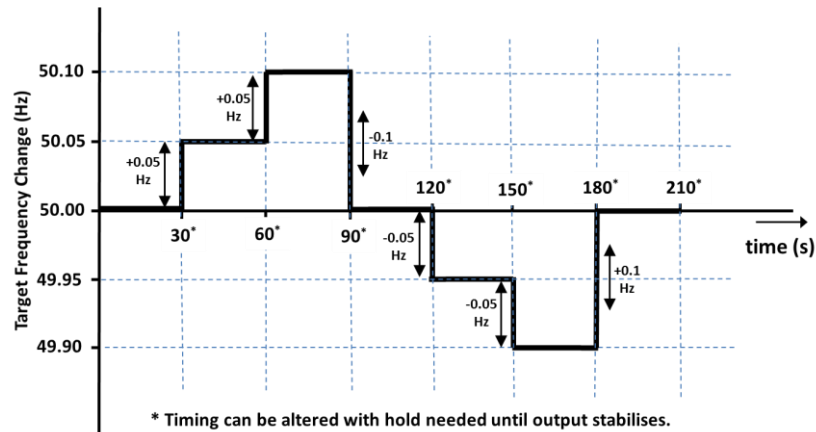 Target Frequency Change (Hz)
50.10
50.05
50.00
49.95
49.90
+0.05
Hz
+0.05
Hz
-0.1
Hz
30*
60*
90*
120*
150*
180*
210*
-0.05
Hz
-0.05
Hz
+0.1
Hz
time (s)
* Timing can be altered with hold needed until output stabilises.